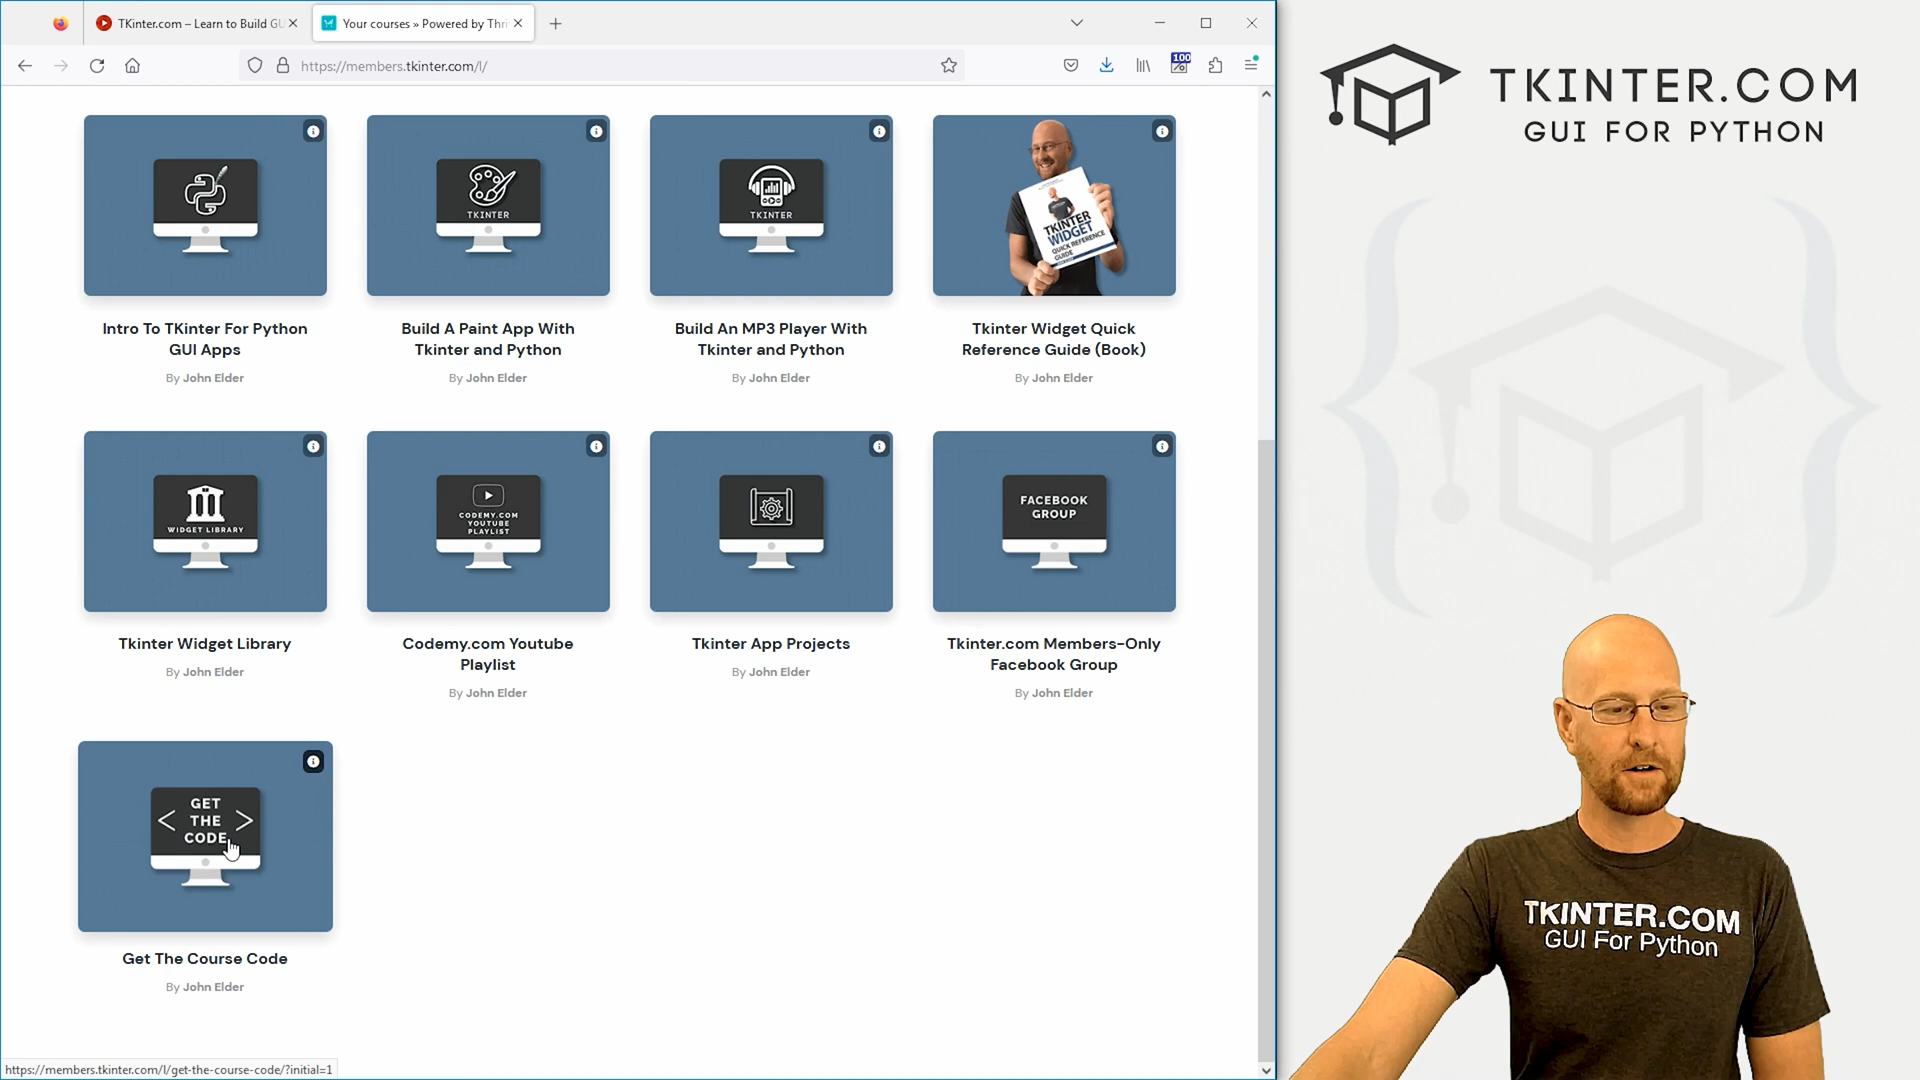 TKinter.com – Learn to Build GU
Your courses » Powered by Thri
https://members.tkinter.com/l/
100
TKINTER.COM
GUI FOR PYTHON
TKINTER
TKINTER
TKINTER
WIDGET
QUICK REFERENCE
GUIDE
Intro To TKinter For Python
GUI Apps
By John Elder
Build A Paint App With
Tkinter and Python
By John Elder
Build An MP3 Player With
Tkinter and Python
By John Elder
Tkinter Widget Quick
Reference Guide (Book)
By John Elder
WIDGET LIBRARY
CODEMY.COM
YOUTUBE
PLAYLIST
FACEBOOK
GROUP
Tkinter Widget Library
By John Elder
Codemy.com Youtube
Playlist
By John Elder
Tkinter App Projects
By John Elder
Tkinter.com Members-Only
Facebook Group
By John Elder
< GET
THE
CODE >
Get The Course Code
By John Elder
TKINTER.COM
GUI For Python
https://members.tkinter.com/l/get-the-course-code/?initial=1